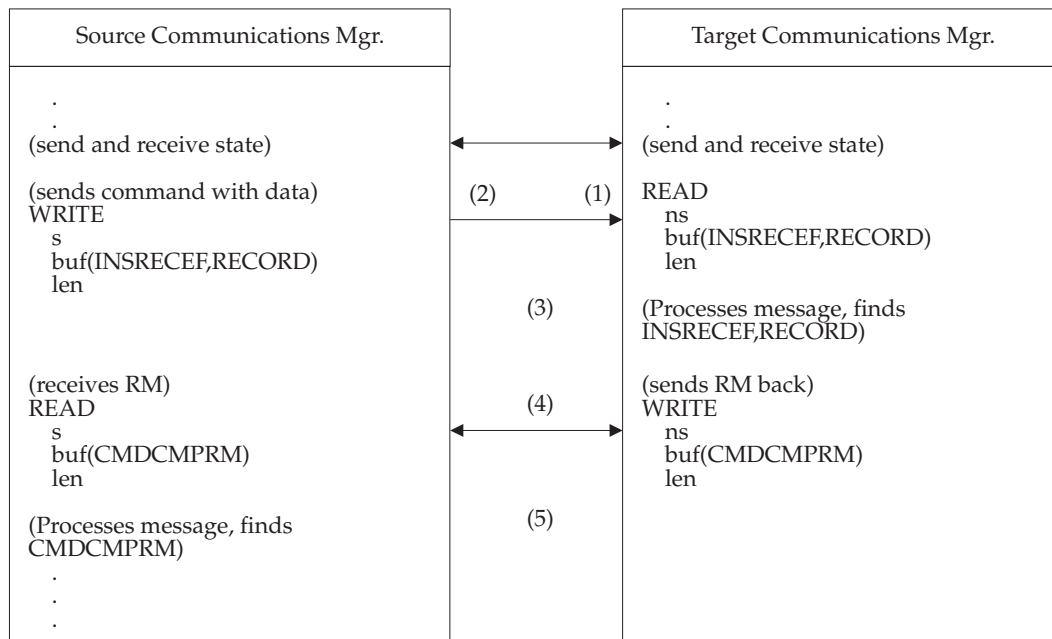 Source Communications Mgr.
Target Communications Mgr.
.
.
(send and receive state)
(sends command with data)
WRITE
s
buf(INSRECEF,RECORD)
len
(receives RM)
READ
s
buf(CMDCMPRM)
len
(Processes message, finds
CMDCMPRM)
.
.
.
(2)
(1)
(3)
(4)
(5)
.
.
(send and receive state)
READ
ns
buf(INSRECEF,RECORD)
len
(Processes message, finds
INSRECEF,RECORD)
(sends RM back)
WRITE
ns
buf(CMDCMPRM)
len